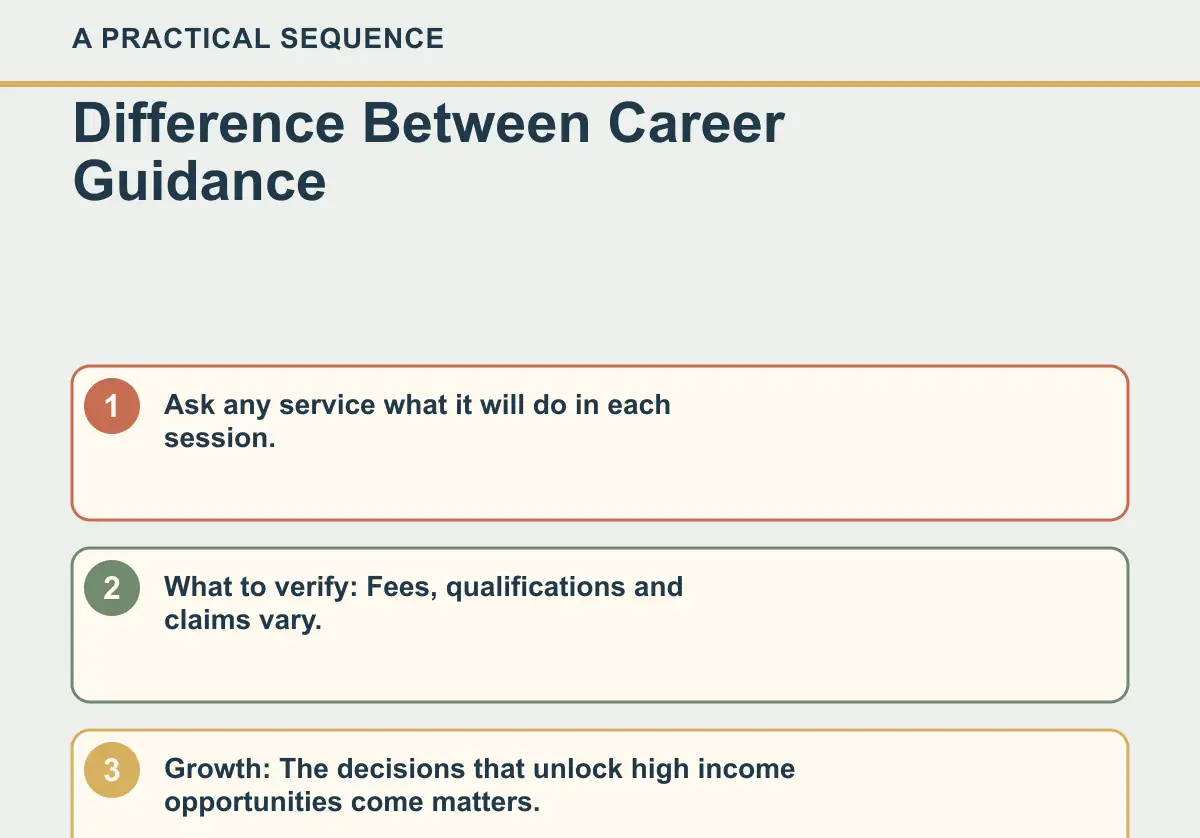 A PRACTICAL SEQUENCE
Difference Between Career
Guidance
1
Ask any service what it will do in each
session.
2
What to verify: Fees, qualifications and
claims vary.
3
Growth: The decisions that unlock high income
opportunities come matters.